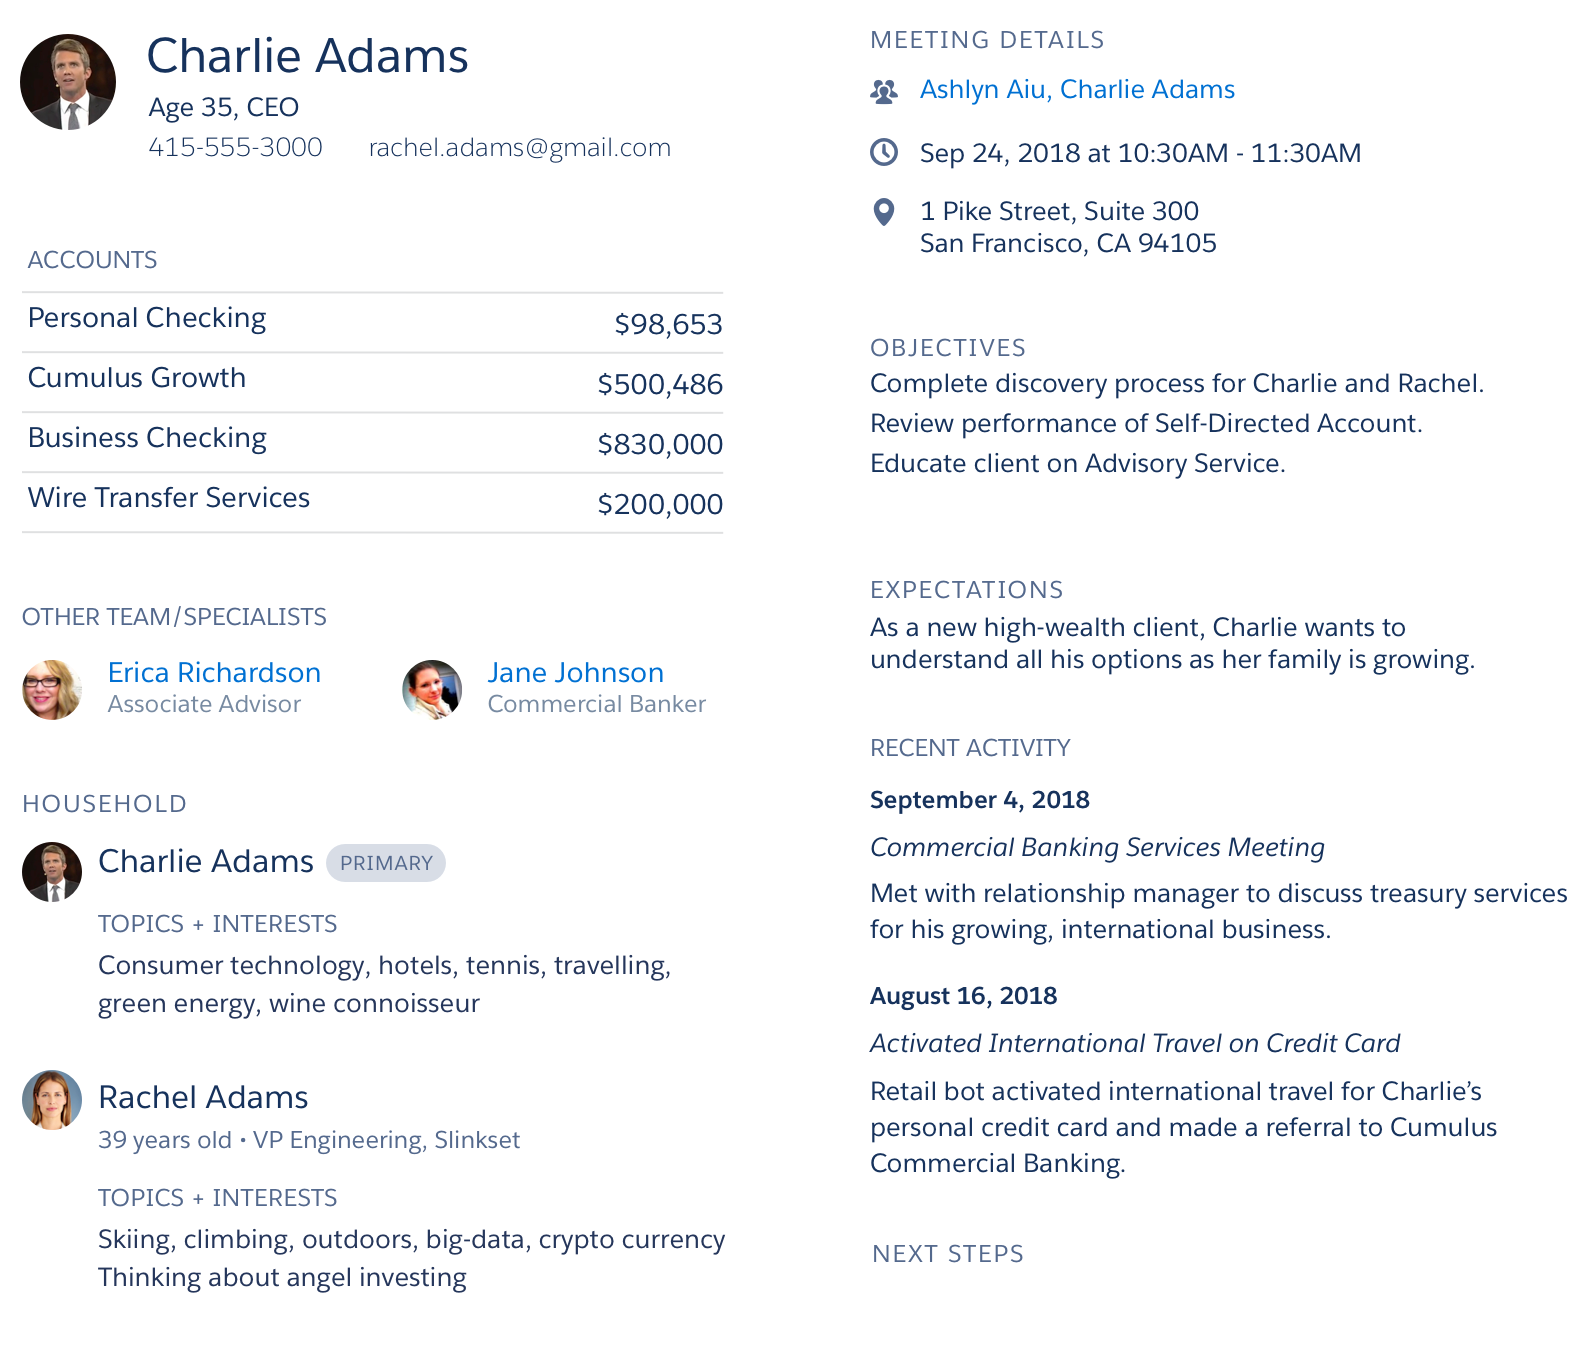 Charlie Adams
Age 35, CEO
415-555-3000 rachel.adams@gmail.com
ACCOUNTS
Personal Checking $98,653
Cumulus Growth $500,486
Business Checking $830,000
Wire Transfer Services $200,000
OTHER TEAM/SPECIALISTS
Erica Richardson
Associate Advisor
Jane Johnson
Commercial Banker
HOUSEHOLD
Charlie Adams PRIMARY
TOPICS + INTERESTS
Consumer technology, hotels, tennis, travelling,
green energy, wine connoisseur
Rachel Adams
39 years old • VP Engineering, Slinkset
TOPICS + INTERESTS
Skiing, climbing, outdoors, big-data, crypto currency
Thinking about angel investing
MEETING DETAILS
Ashlyn Aiu, Charlie Adams
Sep 24, 2018 at 10:30AM - 11:30AM
1 Pike Street, Suite 300
San Francisco, CA 94105
OBJECTIVES
Complete discovery process for Charlie and Rachel.
Review performance of Self-Directed Account.
Educate client on Advisory Service.
EXPECTATIONS
As a new high-wealth client, Charlie wants to
understand all his options as her family is growing.
RECENT ACTIVITY
September 4, 2018
Commercial Banking Services Meeting
Met with relationship manager to discuss treasury services
for his growing, international business.
August 16, 2018
Activated International Travel on Credit Card
Retail bot activated international travel for Charlie’s
personal credit card and made a referral to Cumulus
Commercial Banking.
NEXT STEPS